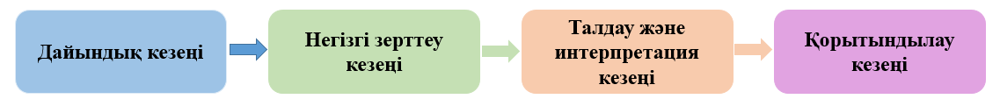 Дайындық кезеңі
Негізгі зерттеу
кезеңі
Талдау және
интерпретация
кезеңі
Қорытындылау
кезеңі